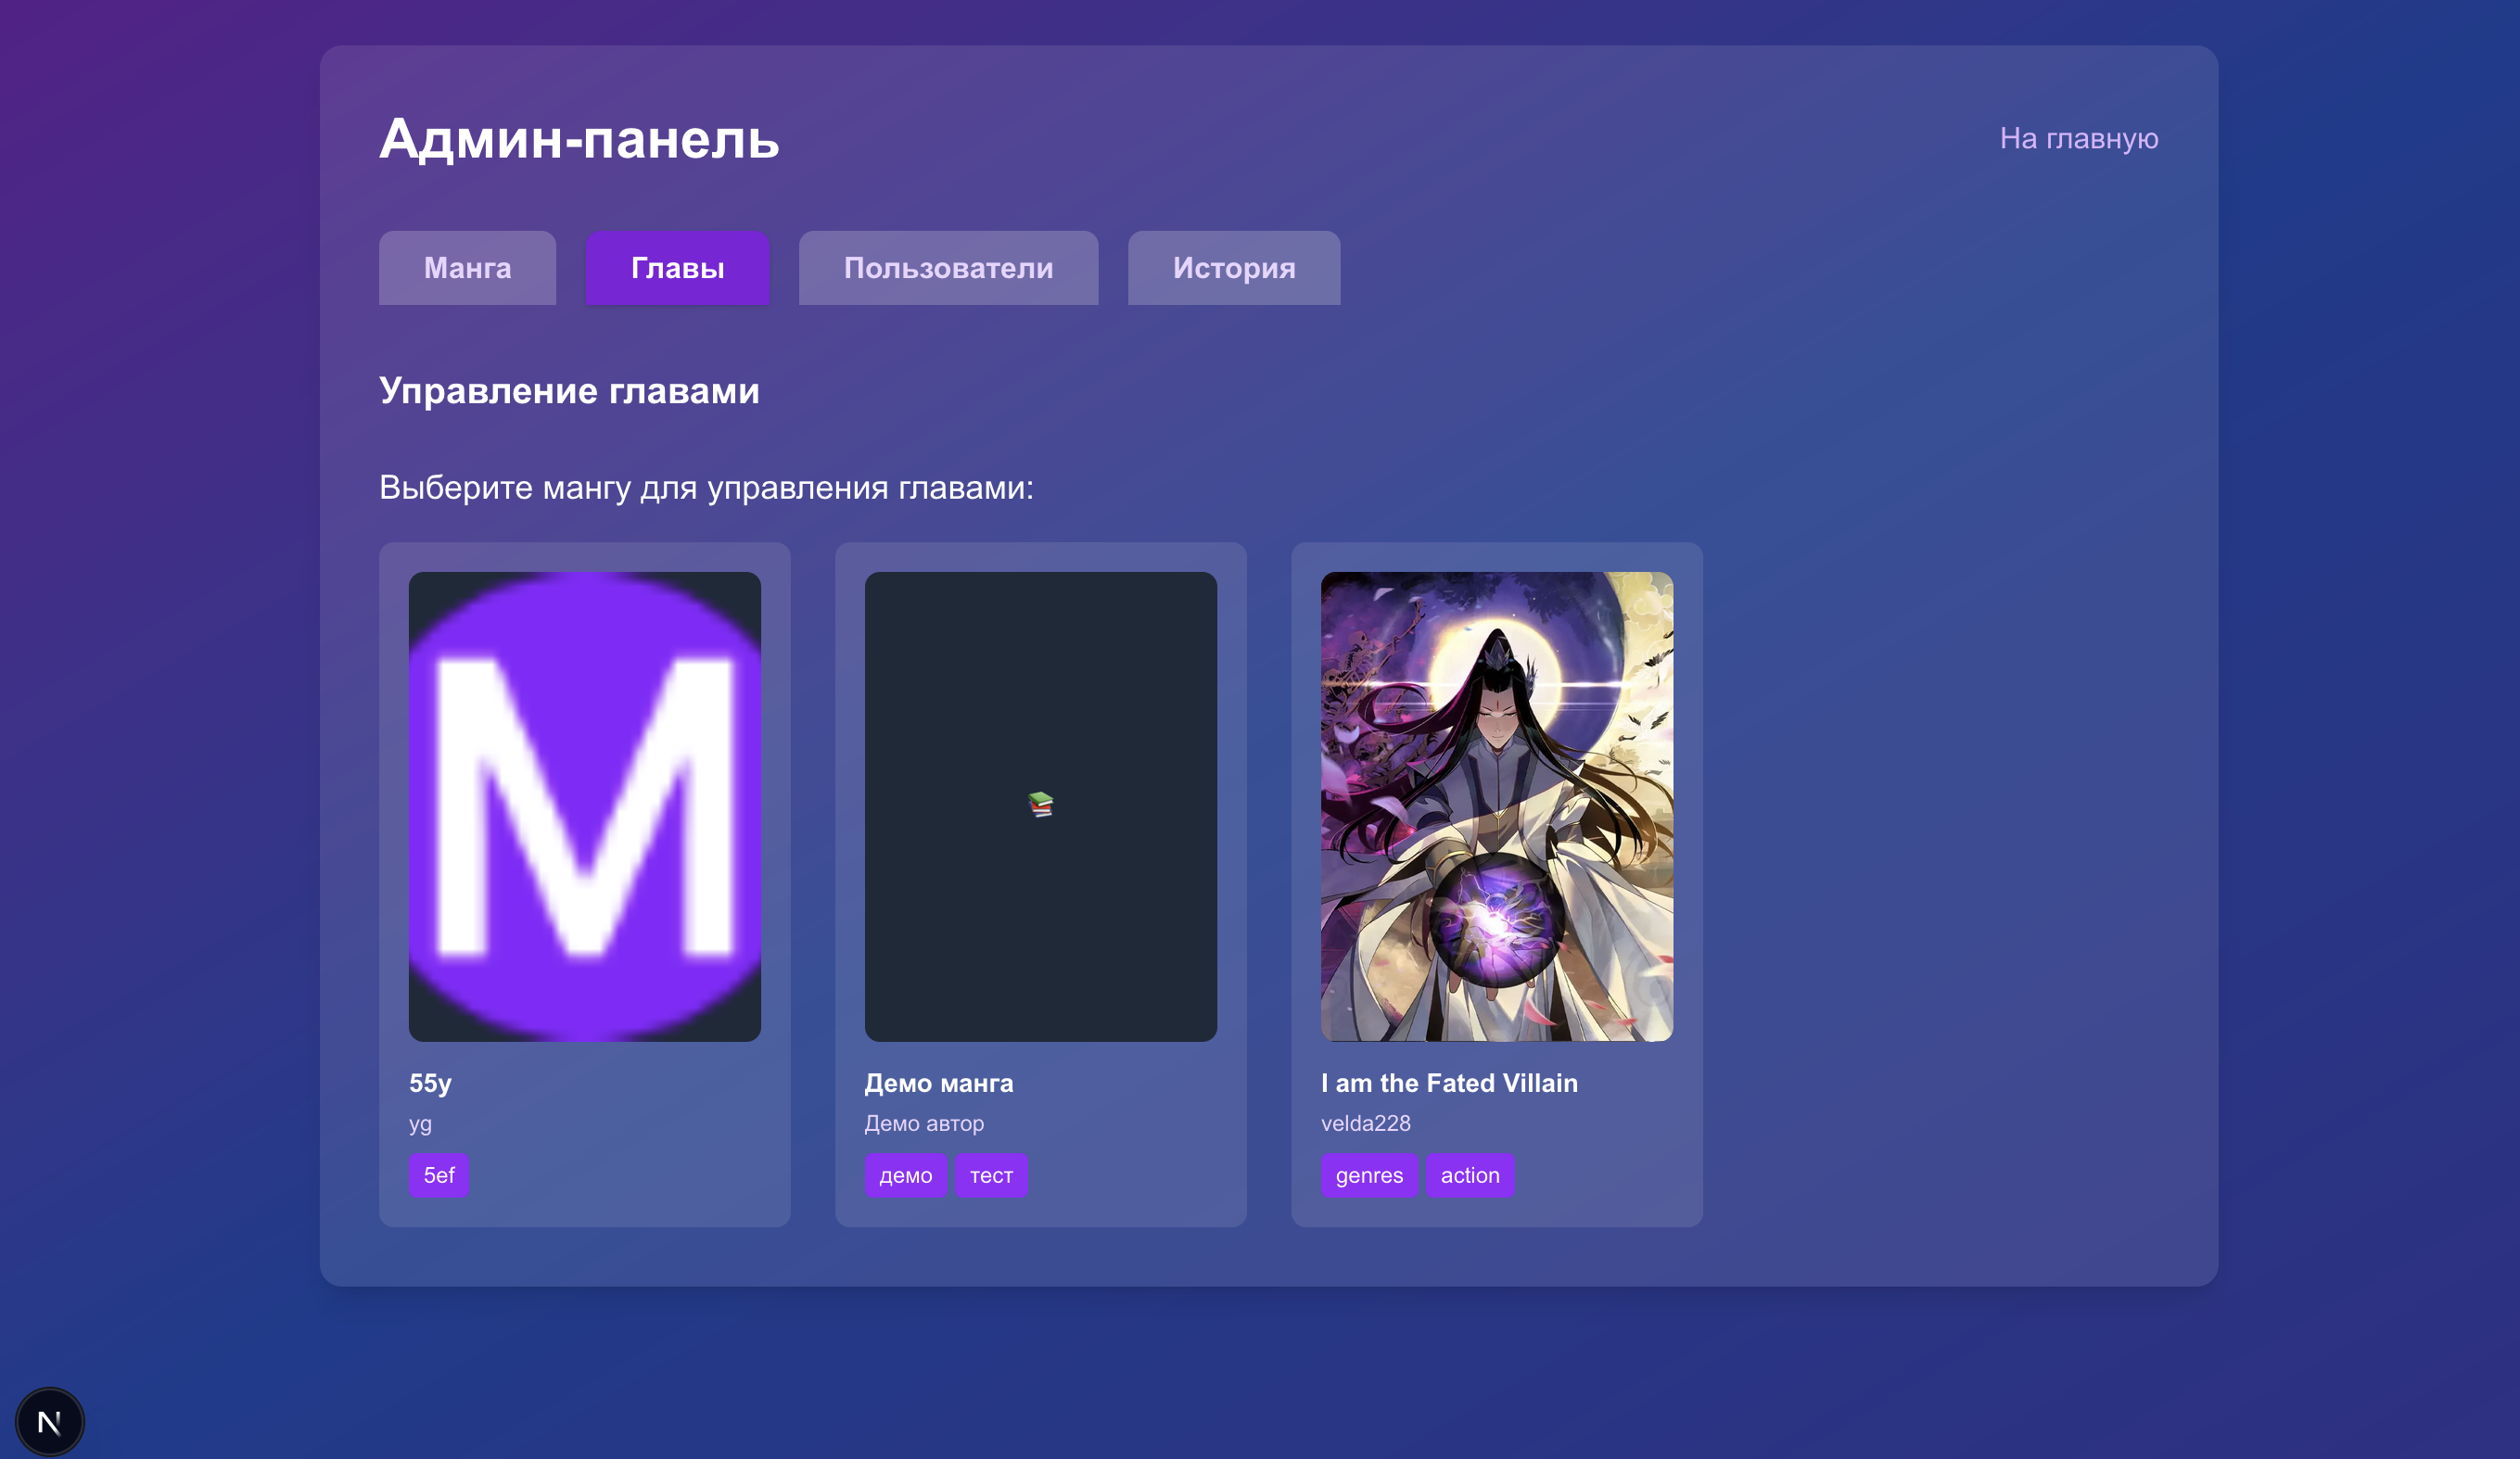 Админ-панель
На главную
Манга
Главы
Пользователи
История
Управление главами
Выберите мангу для управления главами:
M
55y
yg
5ef
Демо манга
Демо автор
демо
тест
I am the Fated Villain
velda228
genres
action
N